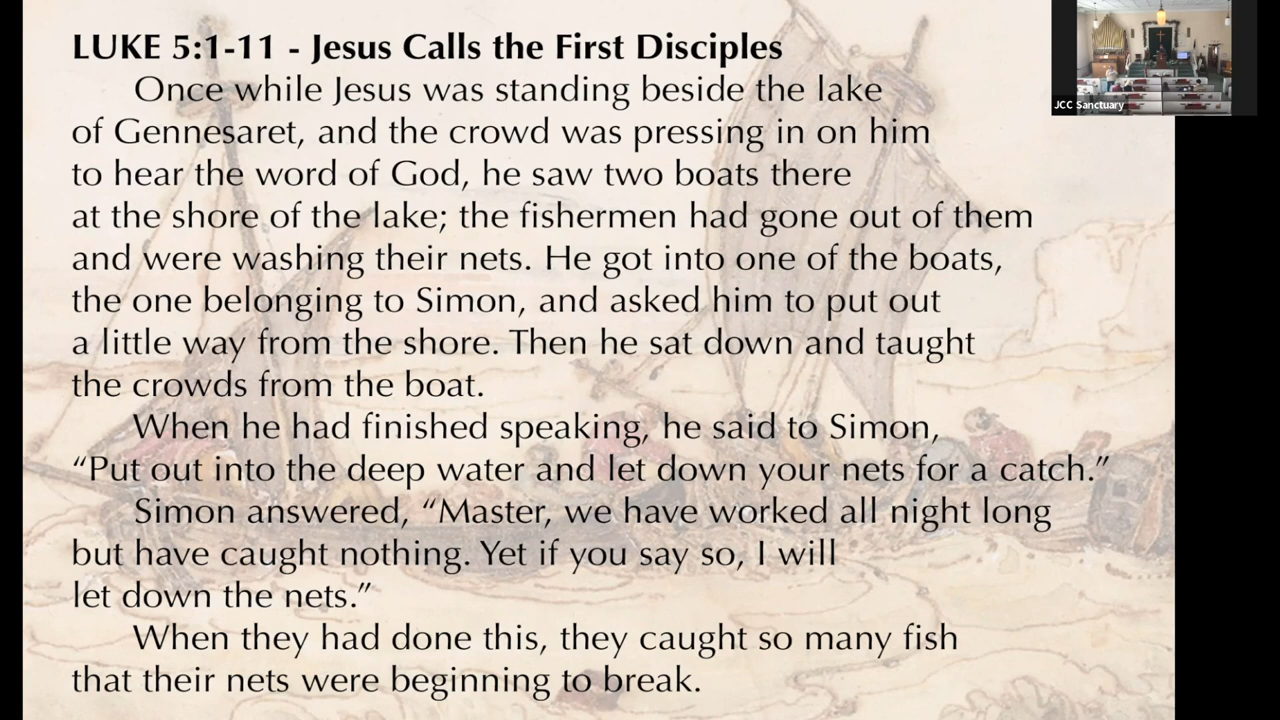 LUKE 5:1-11 - Jesus Calls the First Disciples
Once while Jesus was standing beside the lake
of Gennesaret, and the crowd was pressing in on him
to hear the word of God, he saw two boats there
at the shore of the lake; the fishermen had gone out of them
and were washing their nets. He got into one of the boats,
the one belonging to Simon, and asked him to put out
a little way from the shore. Then he sat down and taught
the crowds from the boat.
When he had finished speaking, he said to Simon,
“Put out into the deep water and let down your nets for a catch.”
Simon answered, “Master, we have worked all night long
but have caught nothing. Yet if you say so, I will
let down the nets.”
When they had done this, they caught so many fish
that their nets were beginning to break.
JCC Sanctuary